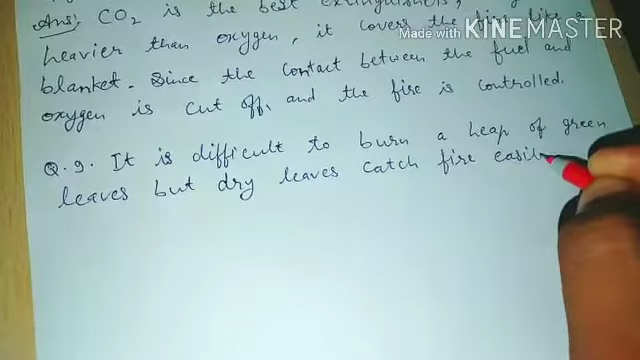 Ans: CO2 is the best extinguishers,
heavier than oxygen, it covers the fire like a
blanket. Since the contact between the fuel and
oxygen is cut off, and the fire is controlled.
Q.9. It is difficult to burn a heap of green
leaves but dry leaves catch fire easily
Made with KINEMASTER